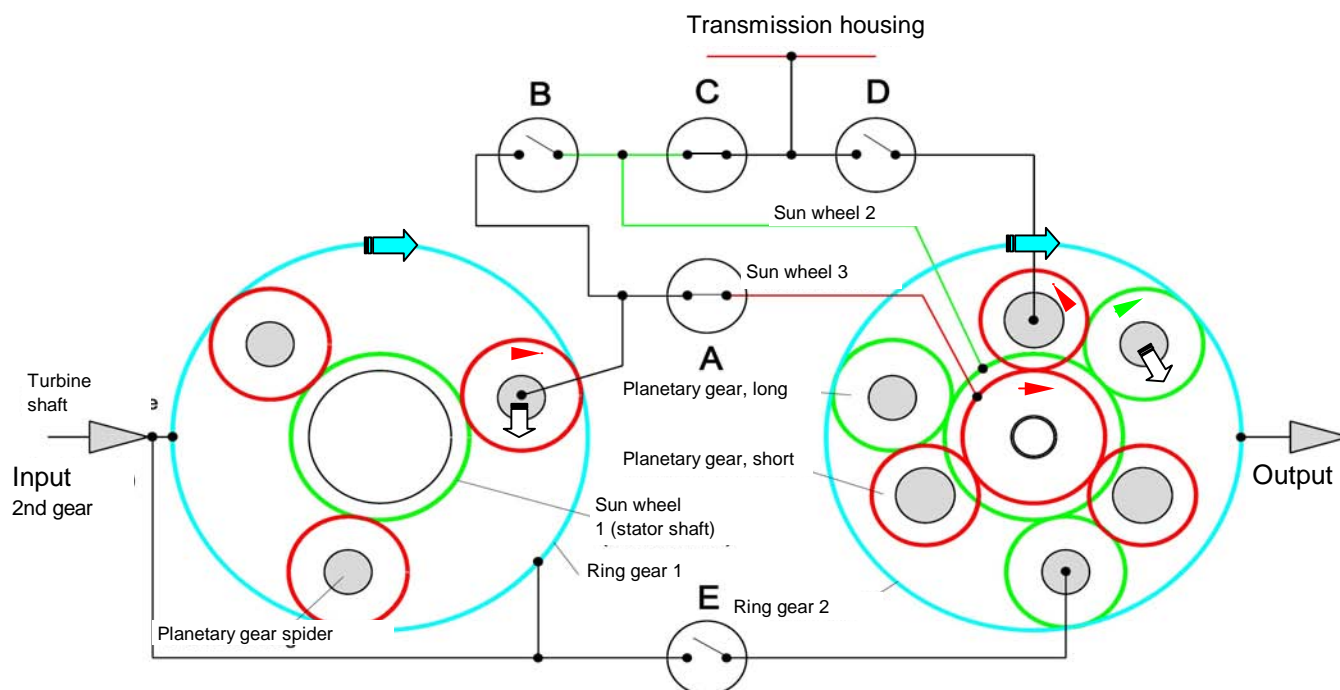 Transmission housing
B
C
D
Sun wheel 2
Sun wheel 3
A
Turbine
shaft
e
Input
2nd gear
Planetary gear, long
Planetary gear, short
Output
Sun wheel
1 (stator shaft)
Ring gear 1
Planetary gear spider
E
Ring gear 2